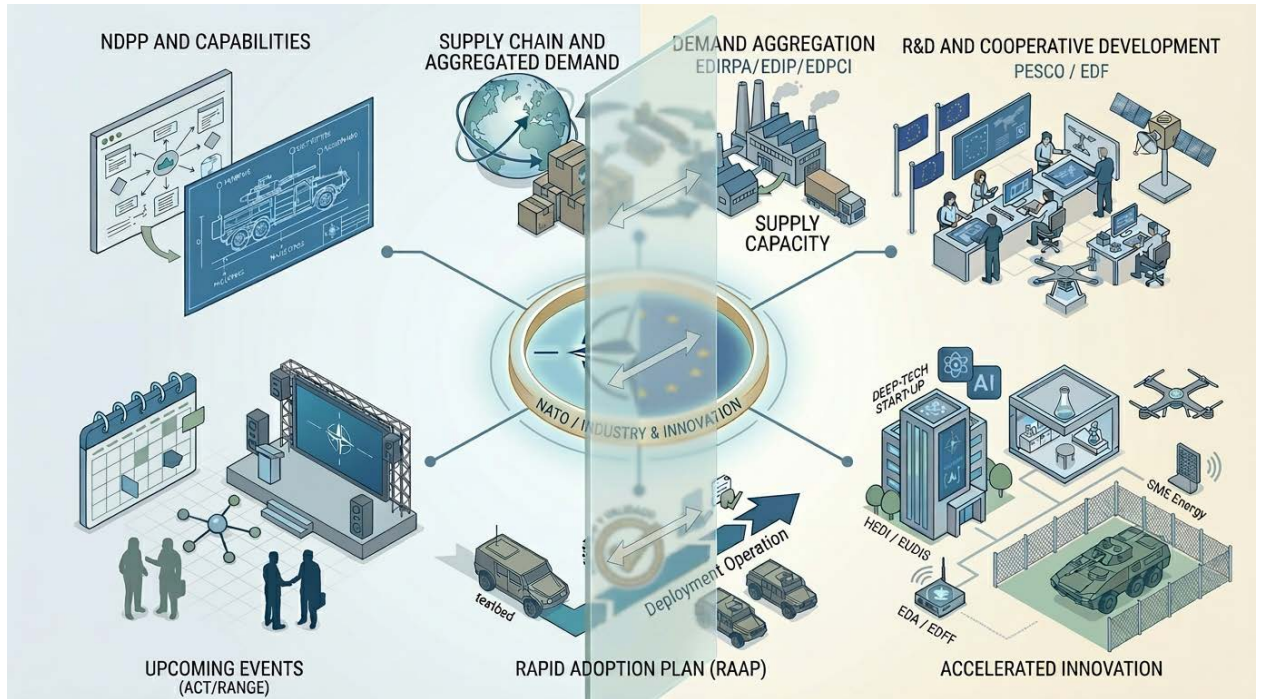 NDPP AND CAPABILITIES
SUPPLY CHAIN AND
AGGREGATED DEMAND
DEMAND AGGREGATION
EDIRPA/EDIP/EDPCI
R&D AND COOPERATIVE DEVELOPMENT
PESCO / EDF
SUPPLY
CAPACITY
NATO / INDUSTRY & INNOVATION
DEEP-TECH
START-UP
AI
SME Energy
HEDI / EUDIS
EDA / EDFF
testbed
Deployment Operation
UPCOMING EVENTS
(ACT/RANGE)
RAPID ADOPTION PLAN (RAAP)
ACCELERATED INNOVATION